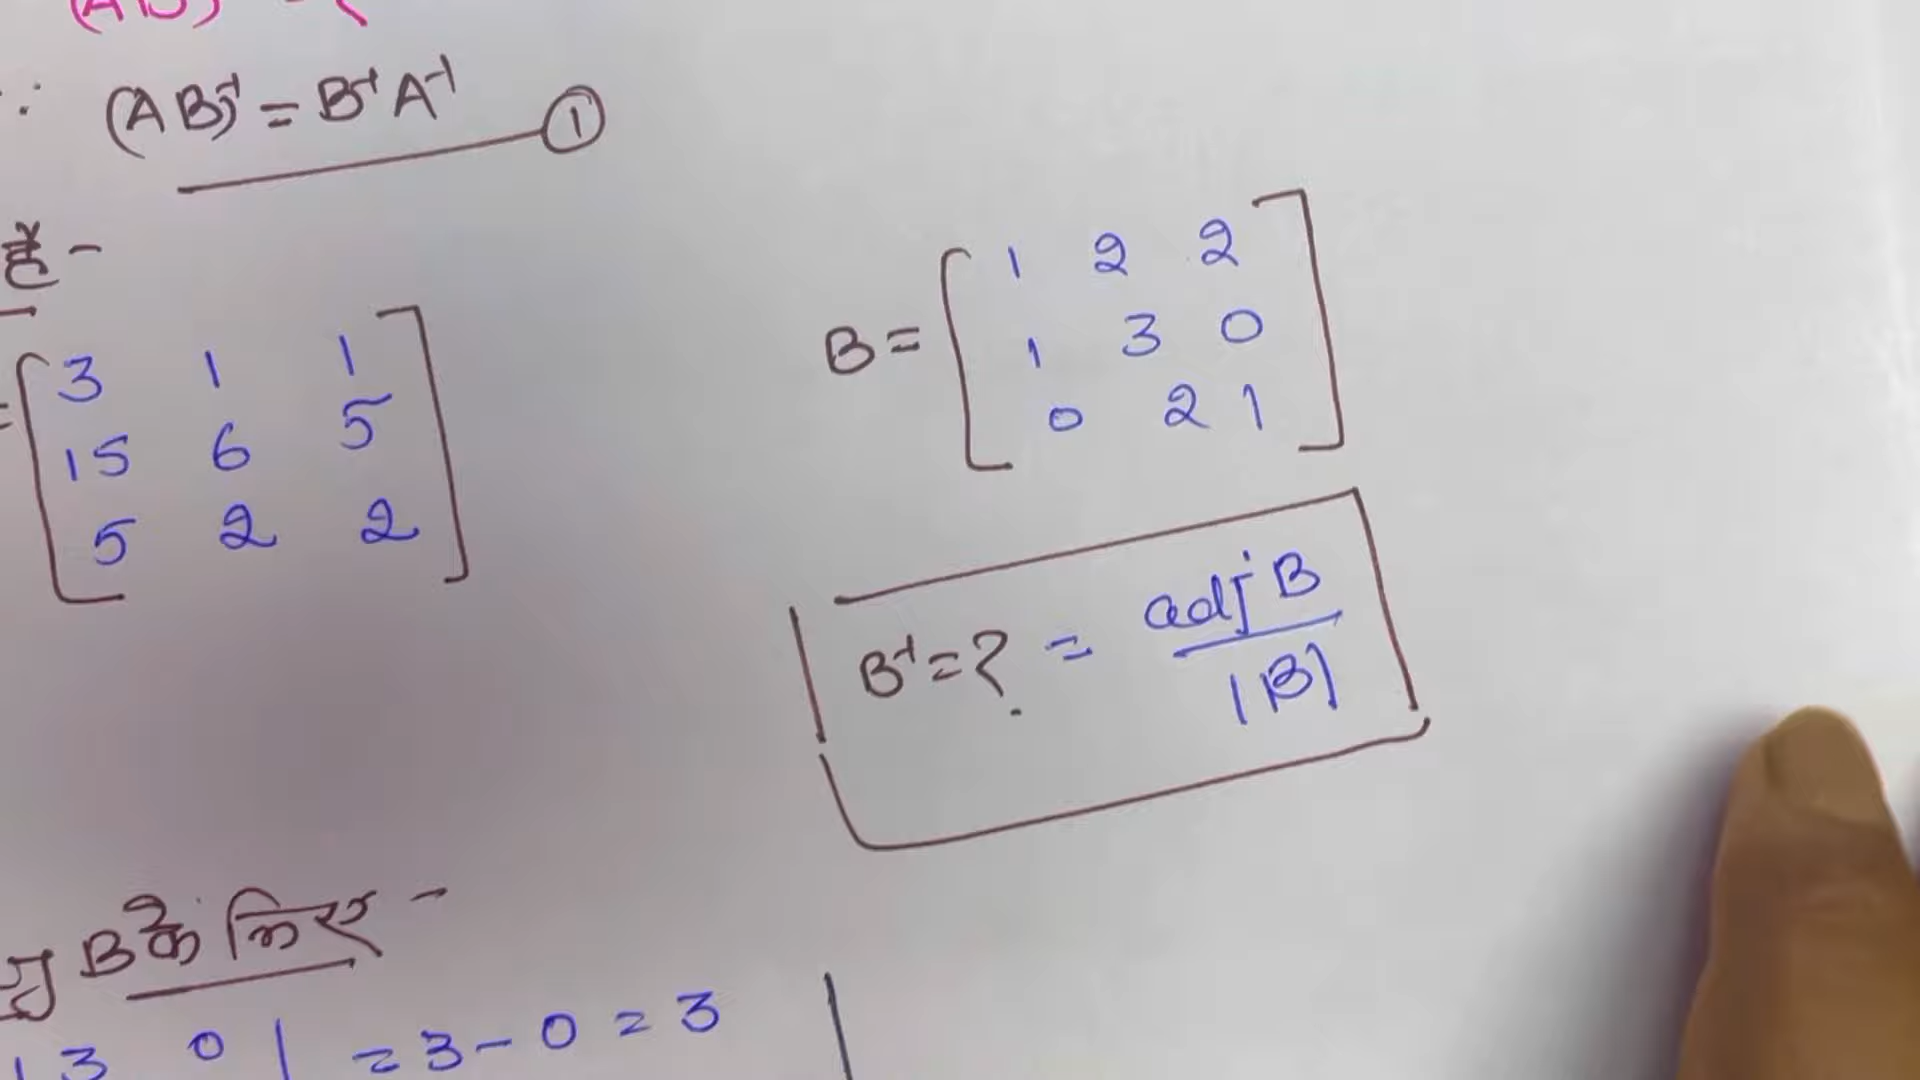 ∵ (AB)⁻¹ = B⁻¹A⁻¹ ①
हैं -
= [3 1 1
15 6 5
5 2 2]
B = [1 2 2
1 3 0
0 2 1]
B⁻¹ = ? = adj B / |B|
B के लिए -
| 3 0 | = 3 - 0 = 3